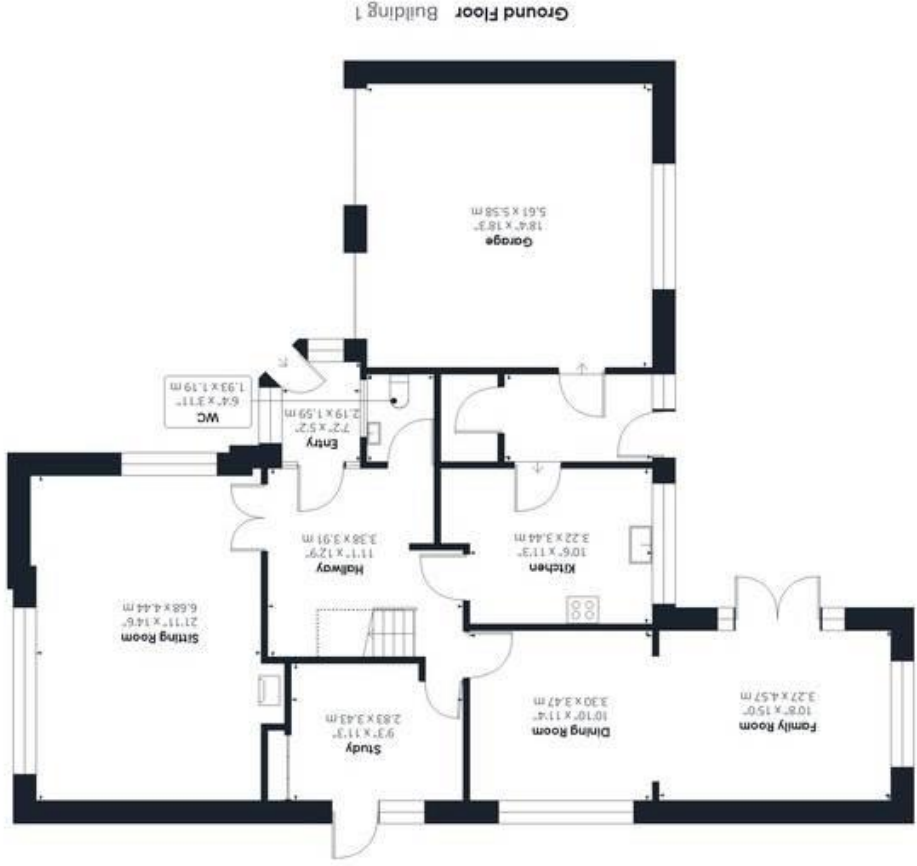 Family Room
10'8" x 15'0"
3.27 x 4.57 m
Dining Room
10'10" x 11'4"
3.30 x 3.47 m
Study
9'3" x 11'3"
2.83 x 3.43 m
Sitting Room
21'11" x 14'6"
6.68 x 4.44 m
Kitchen
10'6" x 11'3"
3.22 x 3.44 m
Hallway
11'1" x 12'9"
3.38 x 3.91 m
Entry
7'2" x 5'2"
2.19 x 1.59 m
WC
6'4" x 3'11"
1.93 x 1.19 m
Garage
18'4" x 18'3"
5.61 x 5.58 m
Ground Floor Building 1